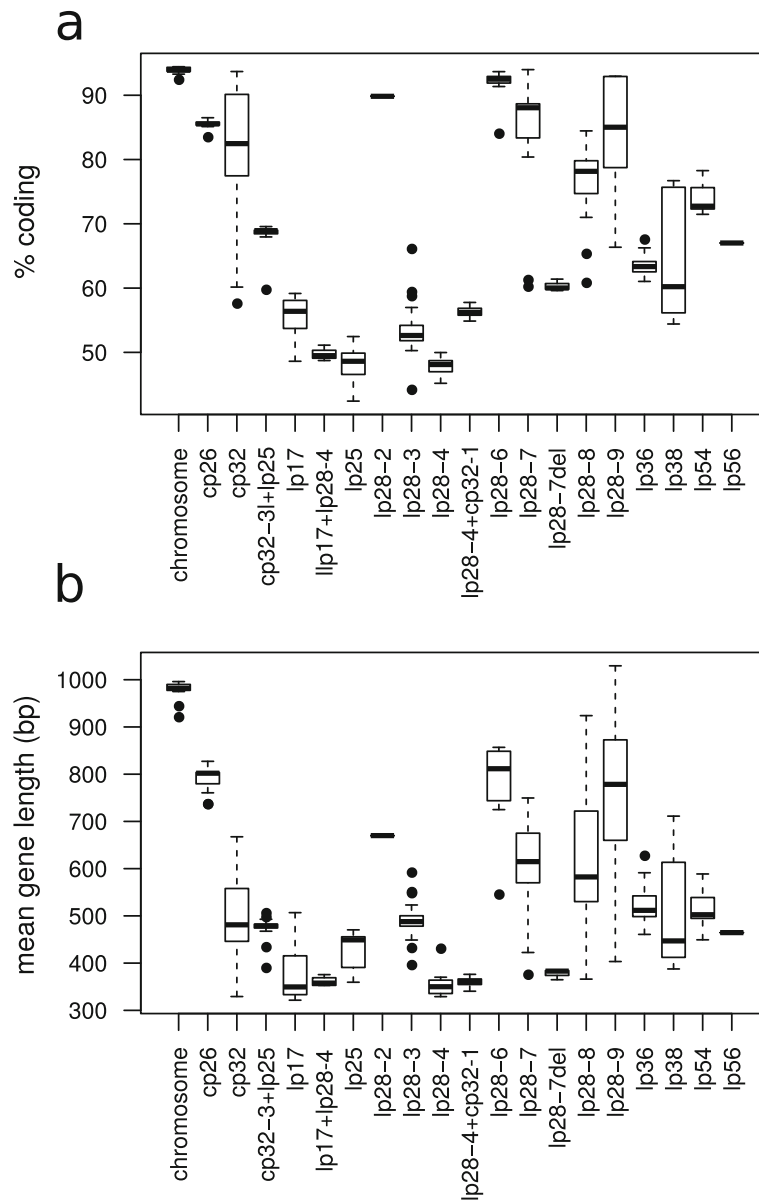 a
% coding
90
80
70
60
50
chromosome
cp26
cp32
cp32−3l+lp25
lp17
llp17+lp28-4
lp25
lp28−2
lp28−3
lp28−4
lp28−4+cp32-1
lp28−6
lp28−7
lp28−7del
lp28−8
lp28−9
lp36
lp38
lp54
lp56
b
mean gene length (bp)
1000
900
800
700
600
500
400
300
chromosome
cp26
cp32
cp32−3+lp25
lp17
lp17+lp28-4
lp25
lp28−2
lp28−3
lp28−4
lp28−4+cp32-1
lp28−6
lp28−7
lp28−7del
lp28−8
lp28−9
lp36
lp38
lp54
lp56